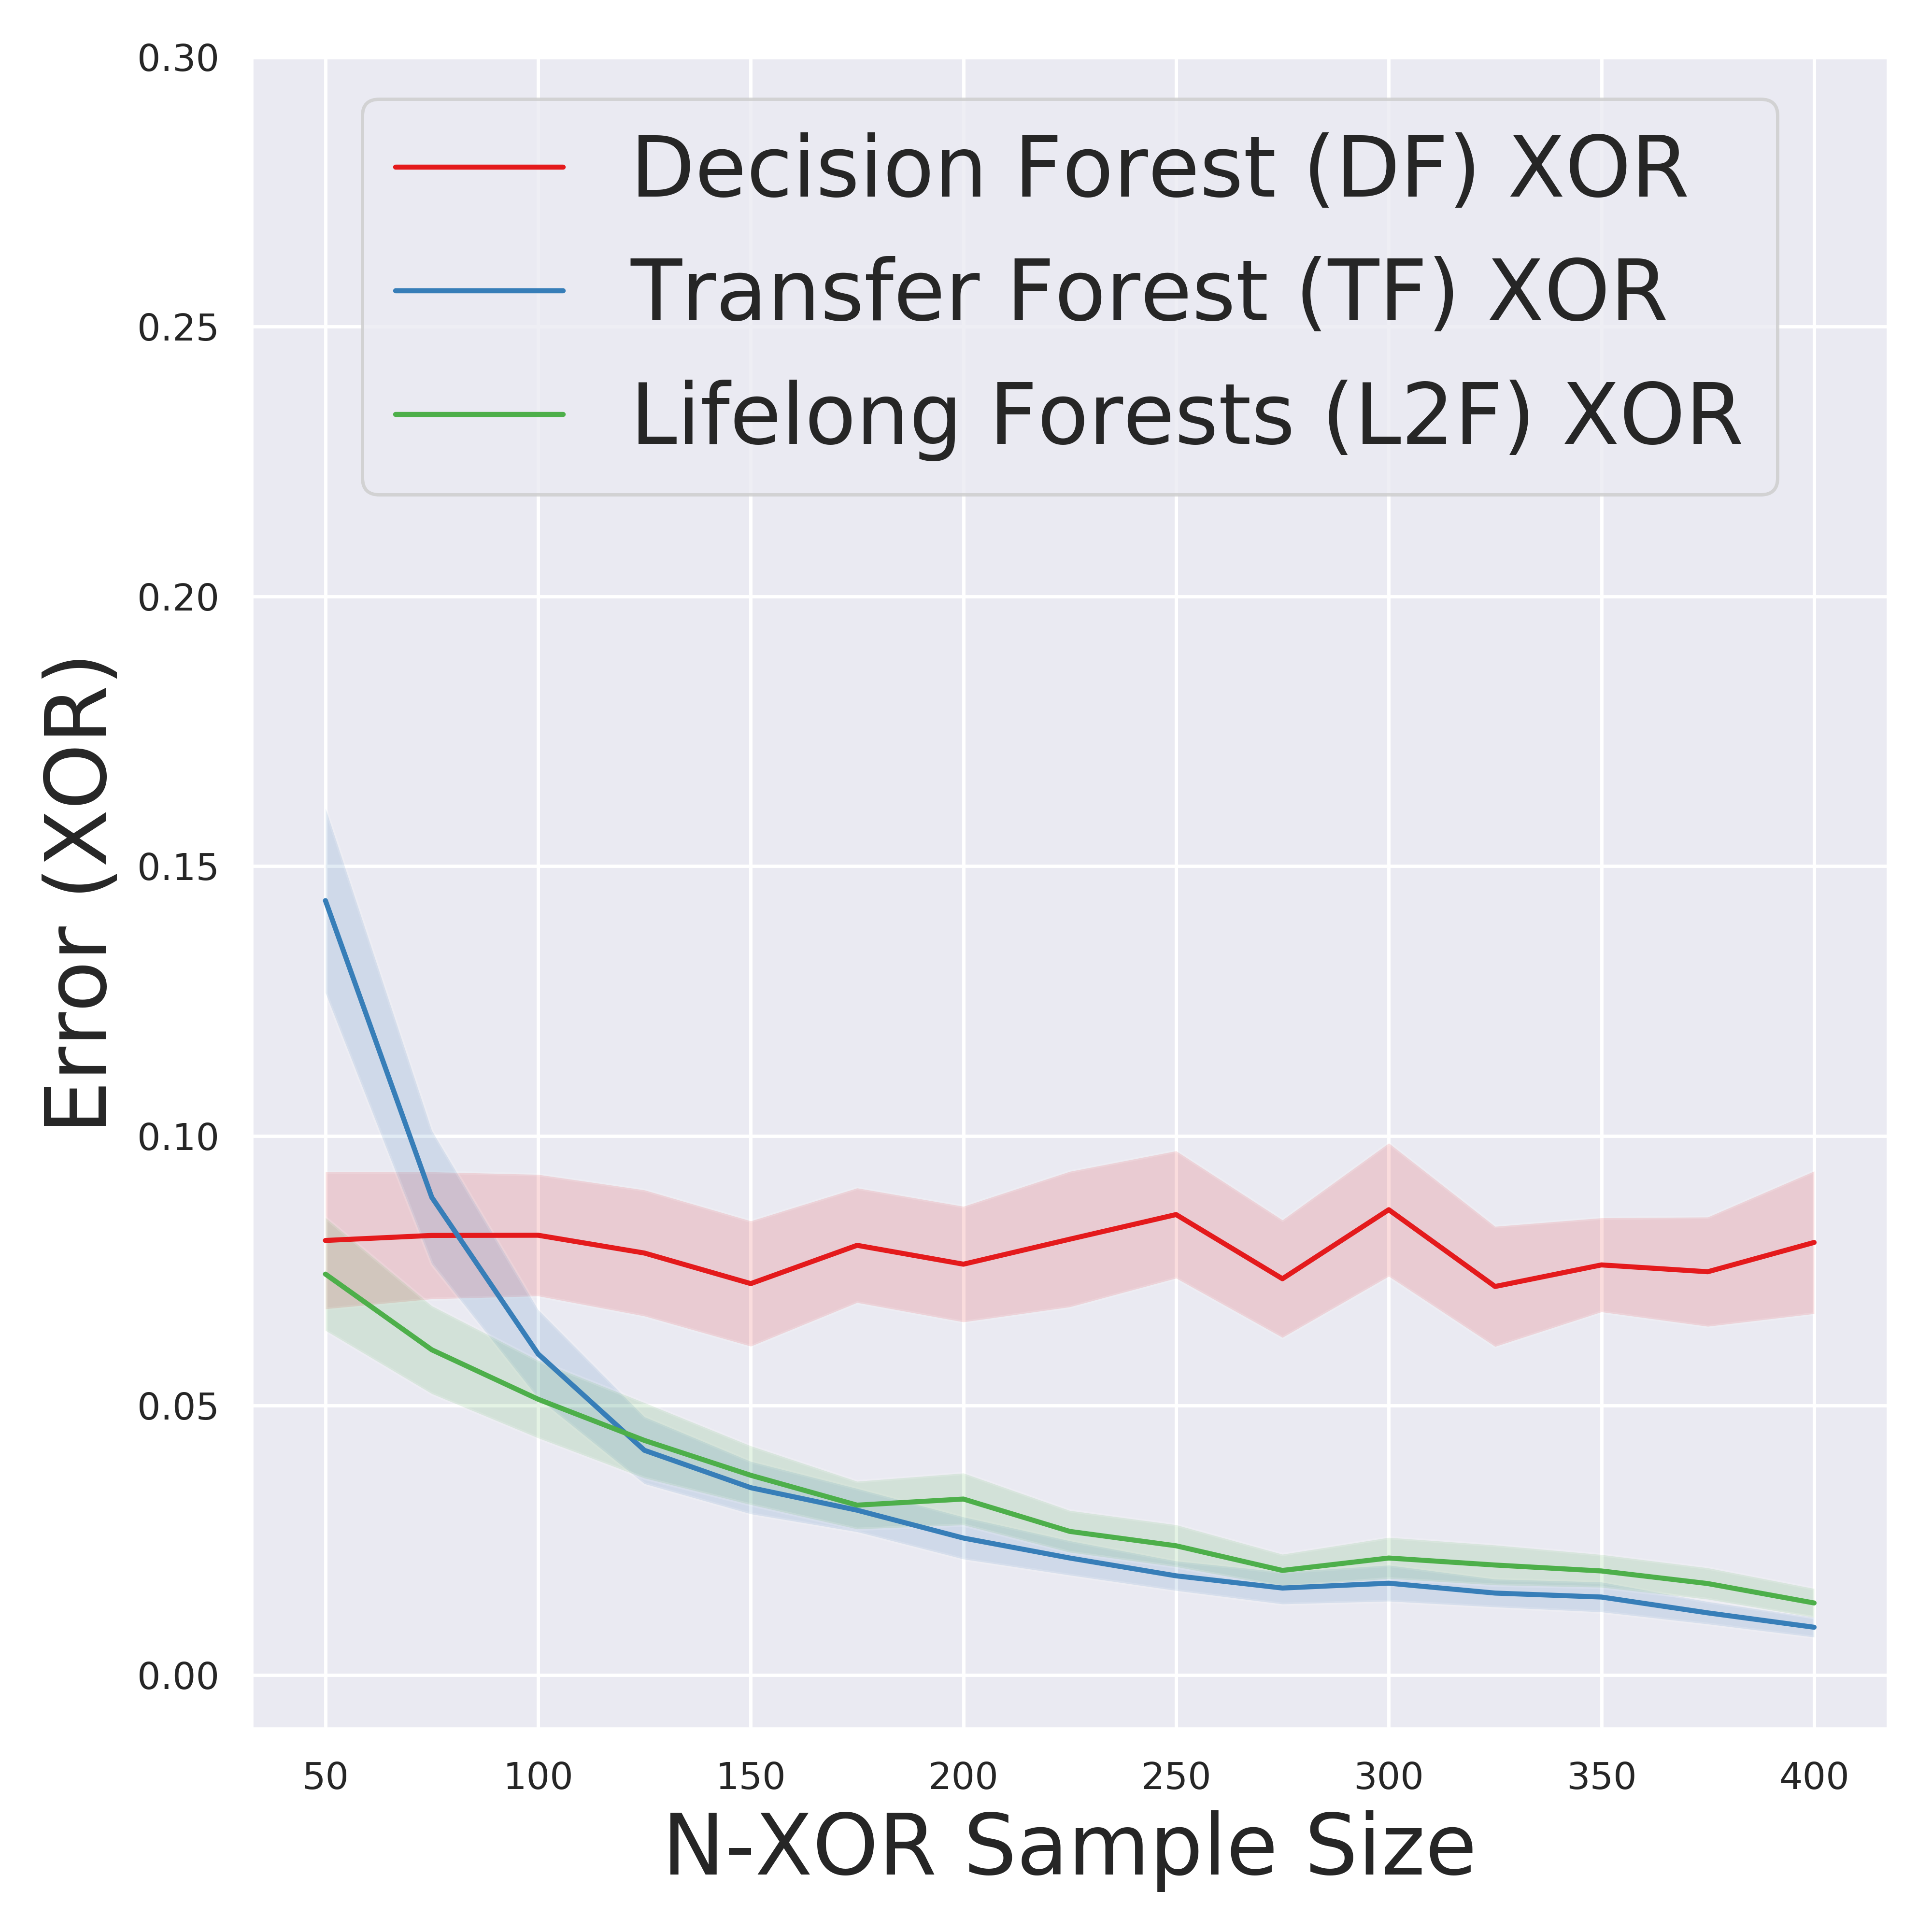 0.30
0.25
0.20
0.15
0.10
0.05
0.00
Error (XOR)
Decision Forest (DF) XOR
Transfer Forest (TF) XOR
Lifelong Forests (L2F) XOR
50 100 150 200 250 300 350 400
N-XOR Sample Size